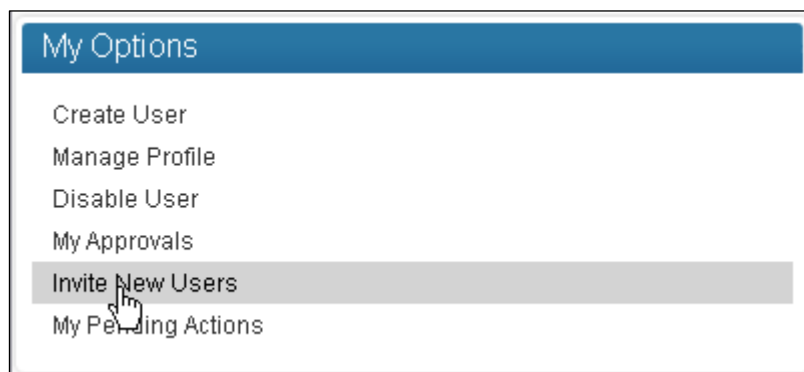 My Options
Create User
Manage Profile
Disable User
My Approvals
Invite New Users
My Pending Actions